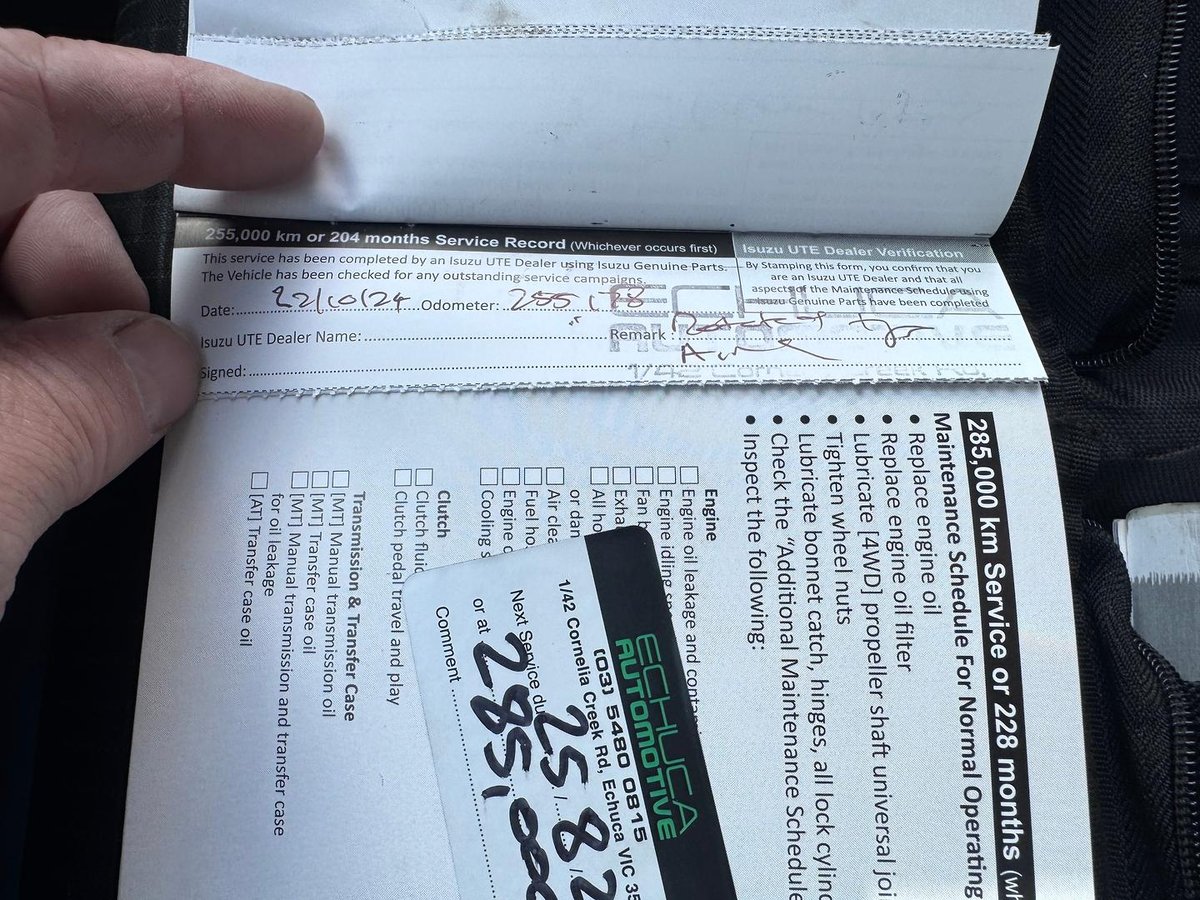 255,000 km or 204 months Service Record (Whichever occurs first)
This service has been completed by an Isuzu UTE Dealer using Isuzu Genuine Parts.
The Vehicle has been checked for any outstanding service campaigns.
Date: 22/10/24 Odometer: 255,178
Isuzu UTE Dealer Name: Remark:
Signed:
Isuzu UTE Dealer Verification
By Stamping this form, you confirm that you
are an Isuzu UTE Dealer and that all
aspects of the Maintenance Schedule using
Isuzu Genuine Parts have been completed
ECHUCA
AUTOMOTIVE
285,000 km Service or 228 months
Maintenance Schedule For Normal Operating
• Replace engine oil
• Replace engine oil filter
• Lubricate [4WD] propeller shaft universal
• Tighten wheel nuts
• Lubricate bonnet catch, hinges, all lock
• Check the “Additional Maintenance Schedule
• Inspect the following:
Engine
Engine oil leakage and
Engine idling
Fan
All
or
Air
Fuel
Engine
Cooling
Clutch
Clutch
Clutch pedal travel and play
Transmission & Transfer Case
[MT] Manual transmission oil
[MT] Transfer case oil
[MT] Manual transmission and transfer case
for oil leakage
[AT] Transfer case oil
ECHUCA
AUTOMOTIVE
(03) 5480 0815
1/42 Cornelia Creek Rd, Echuca VIC
Next Service 25/8/2
or at 285,000
Comment